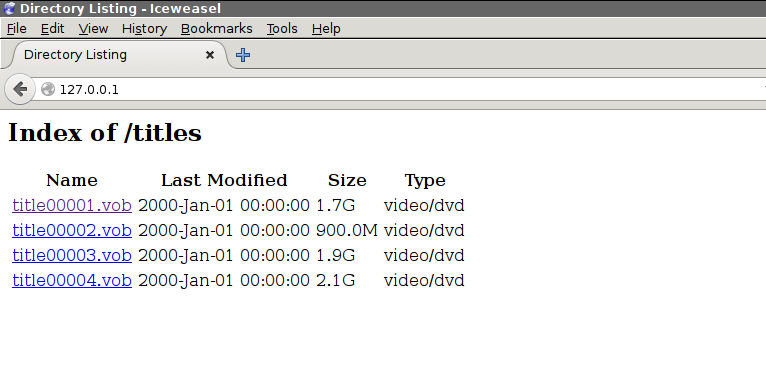 Directory Listing - Iceweasel
File Edit View History Bookmarks Tools Help
Directory Listing
127.0.0.1
Index of /titles
Name Last Modified Size Type
title00001.vob 2000-Jan-01 00:00:00 1.7G video/dvd
title00002.vob 2000-Jan-01 00:00:00 900.0M video/dvd
title00003.vob 2000-Jan-01 00:00:00 1.9G video/dvd
title00004.vob 2000-Jan-01 00:00:00 2.1G video/dvd